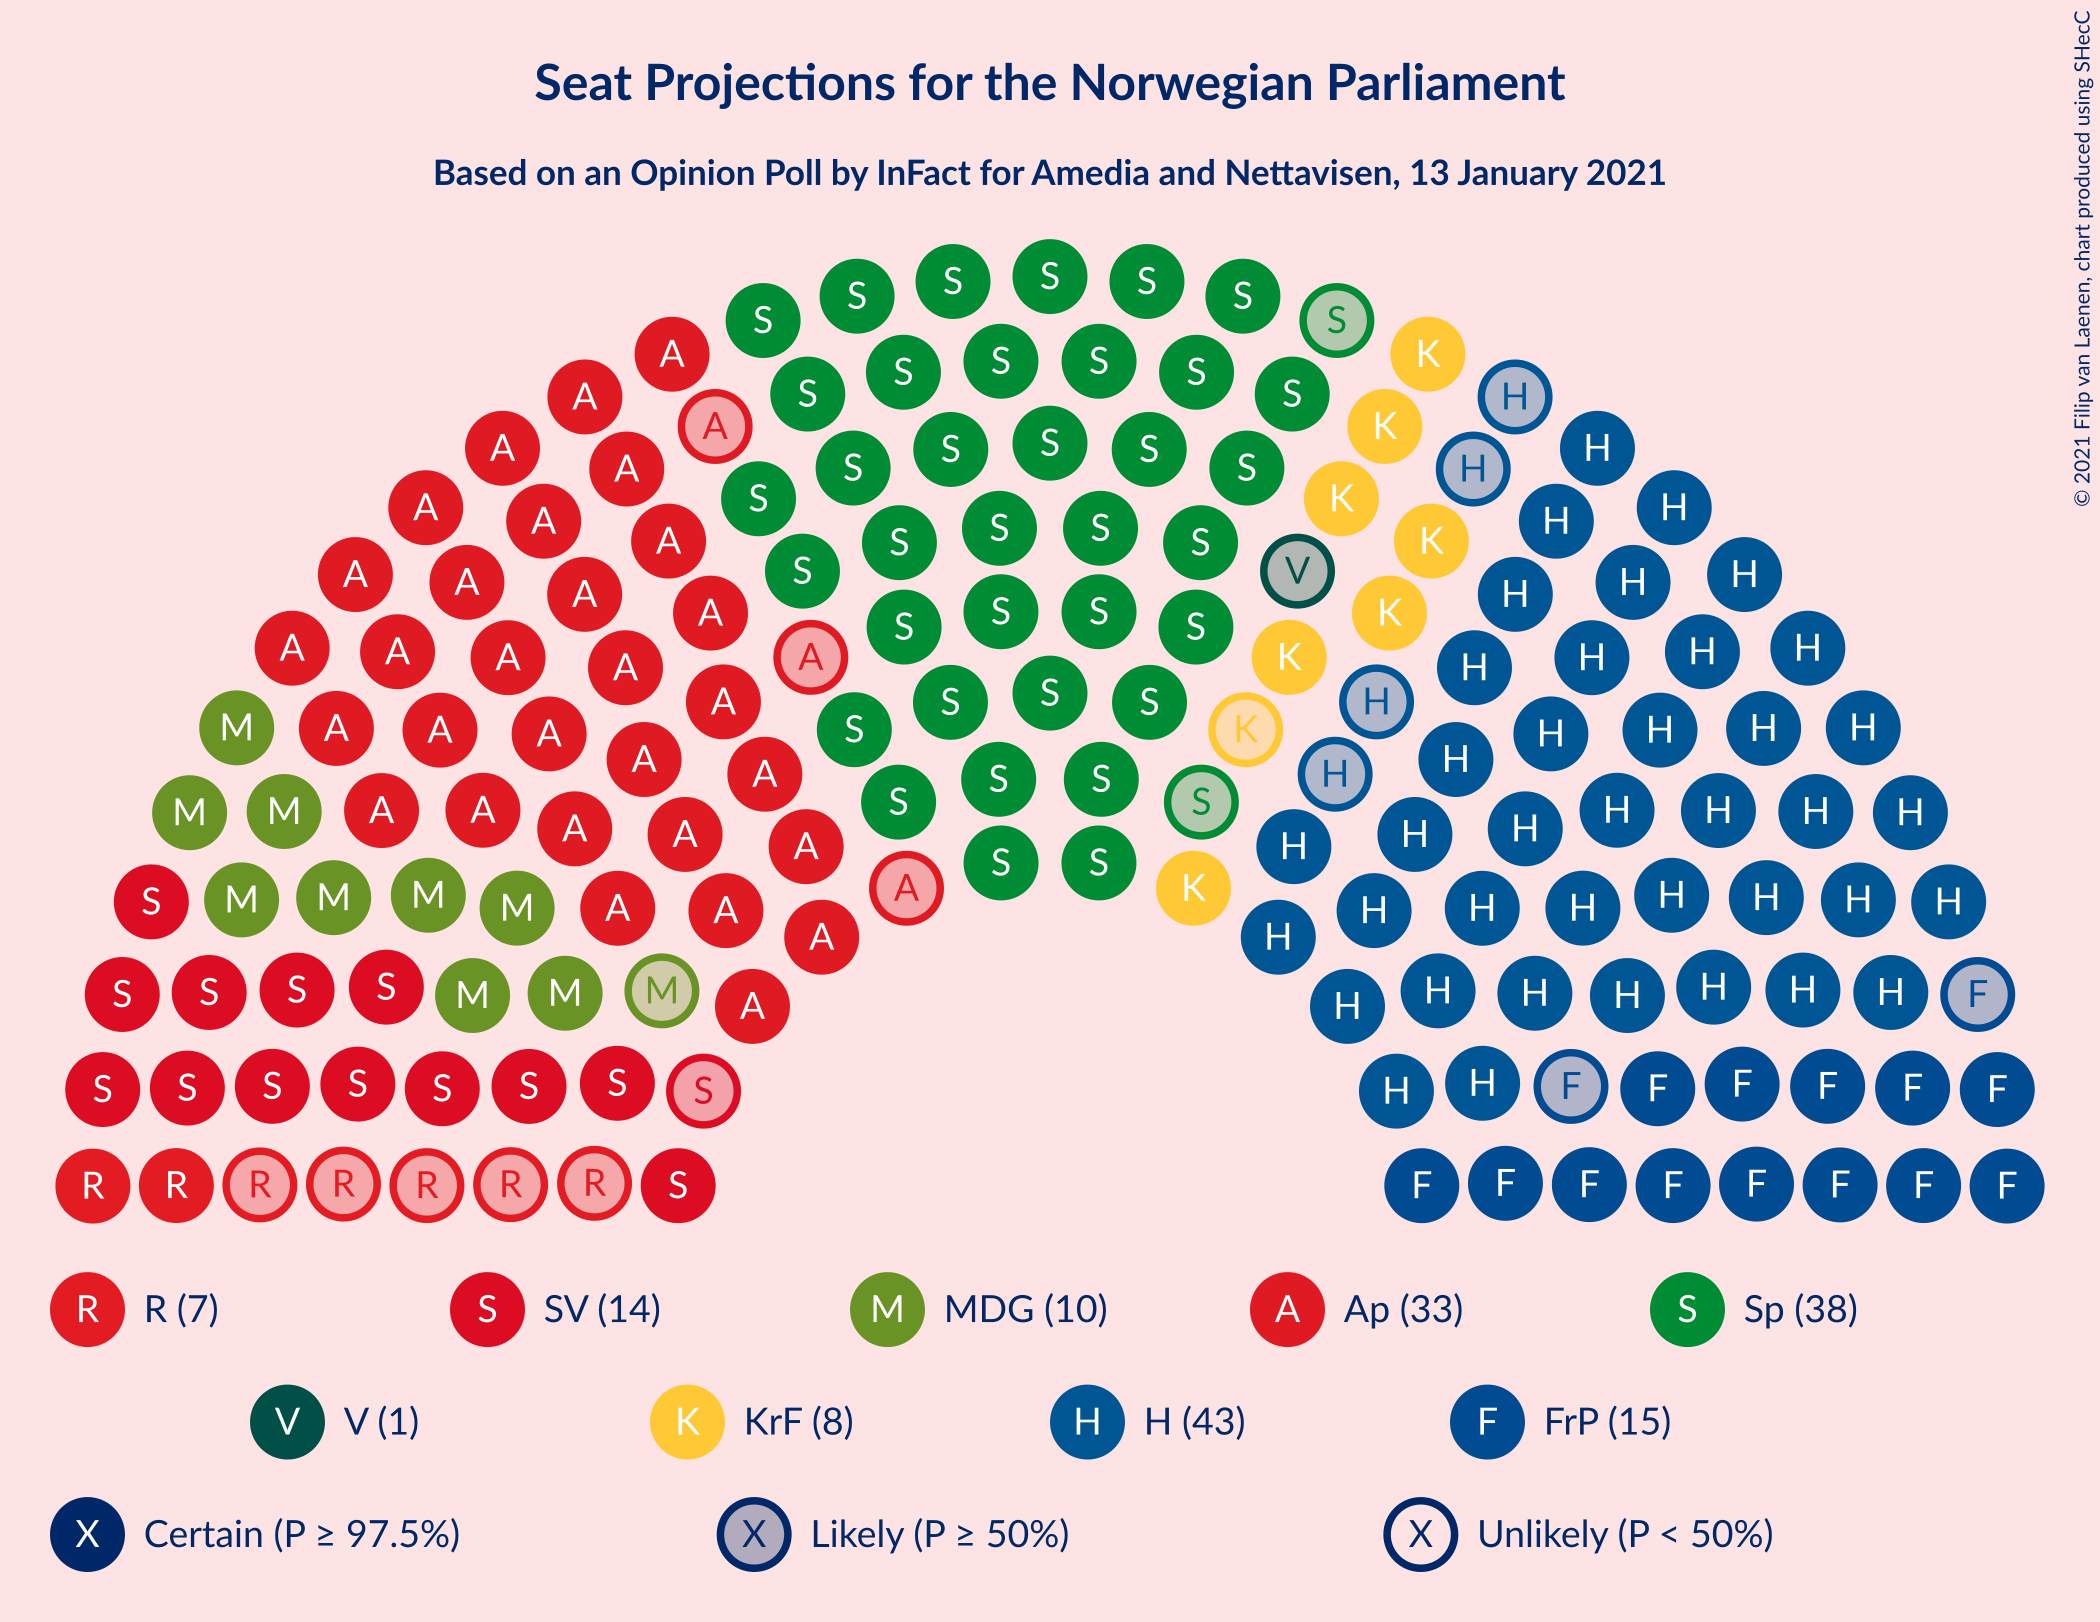 Seat Projections for the Norwegian Parliament
Based on an Opinion Poll by InFact for Amedia and Nettavisen, 13 January 2021
© 2021 Filip van Laenen, chart produced using SHecC
S S S S S S S
A S S S S S S K
A A S S S S S K H
A A S S S S S K H H
A A A S S S S V K H H
A A A A S S S S K K H H H
A A A A A S S S K H H H H H
M A A A A A S S S H H H H H H
M M A A A A A S S K H H H H H H H
S M M M M A A A A K H H H H H H H H
S S S S M M M A H H H H H H H F
S S S S S S S S H H F F F F F F
R R R R R R R S F F F F F F F F
R R (7) S SV (14) M MDG (10) A Ap (33) S Sp (38)
V V (1) K KrF (8) H H (43) F FrP (15)
X Certain (P ≥ 97.5%) X Likely (P ≥ 50%) X Unlikely (P < 50%)